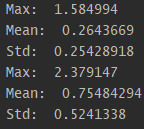 Max:  1.584994
Mean:  0.2643669
Std:  0.25428918
Max:  2.379147
Mean:  0.75484294
Std:  0.5241338